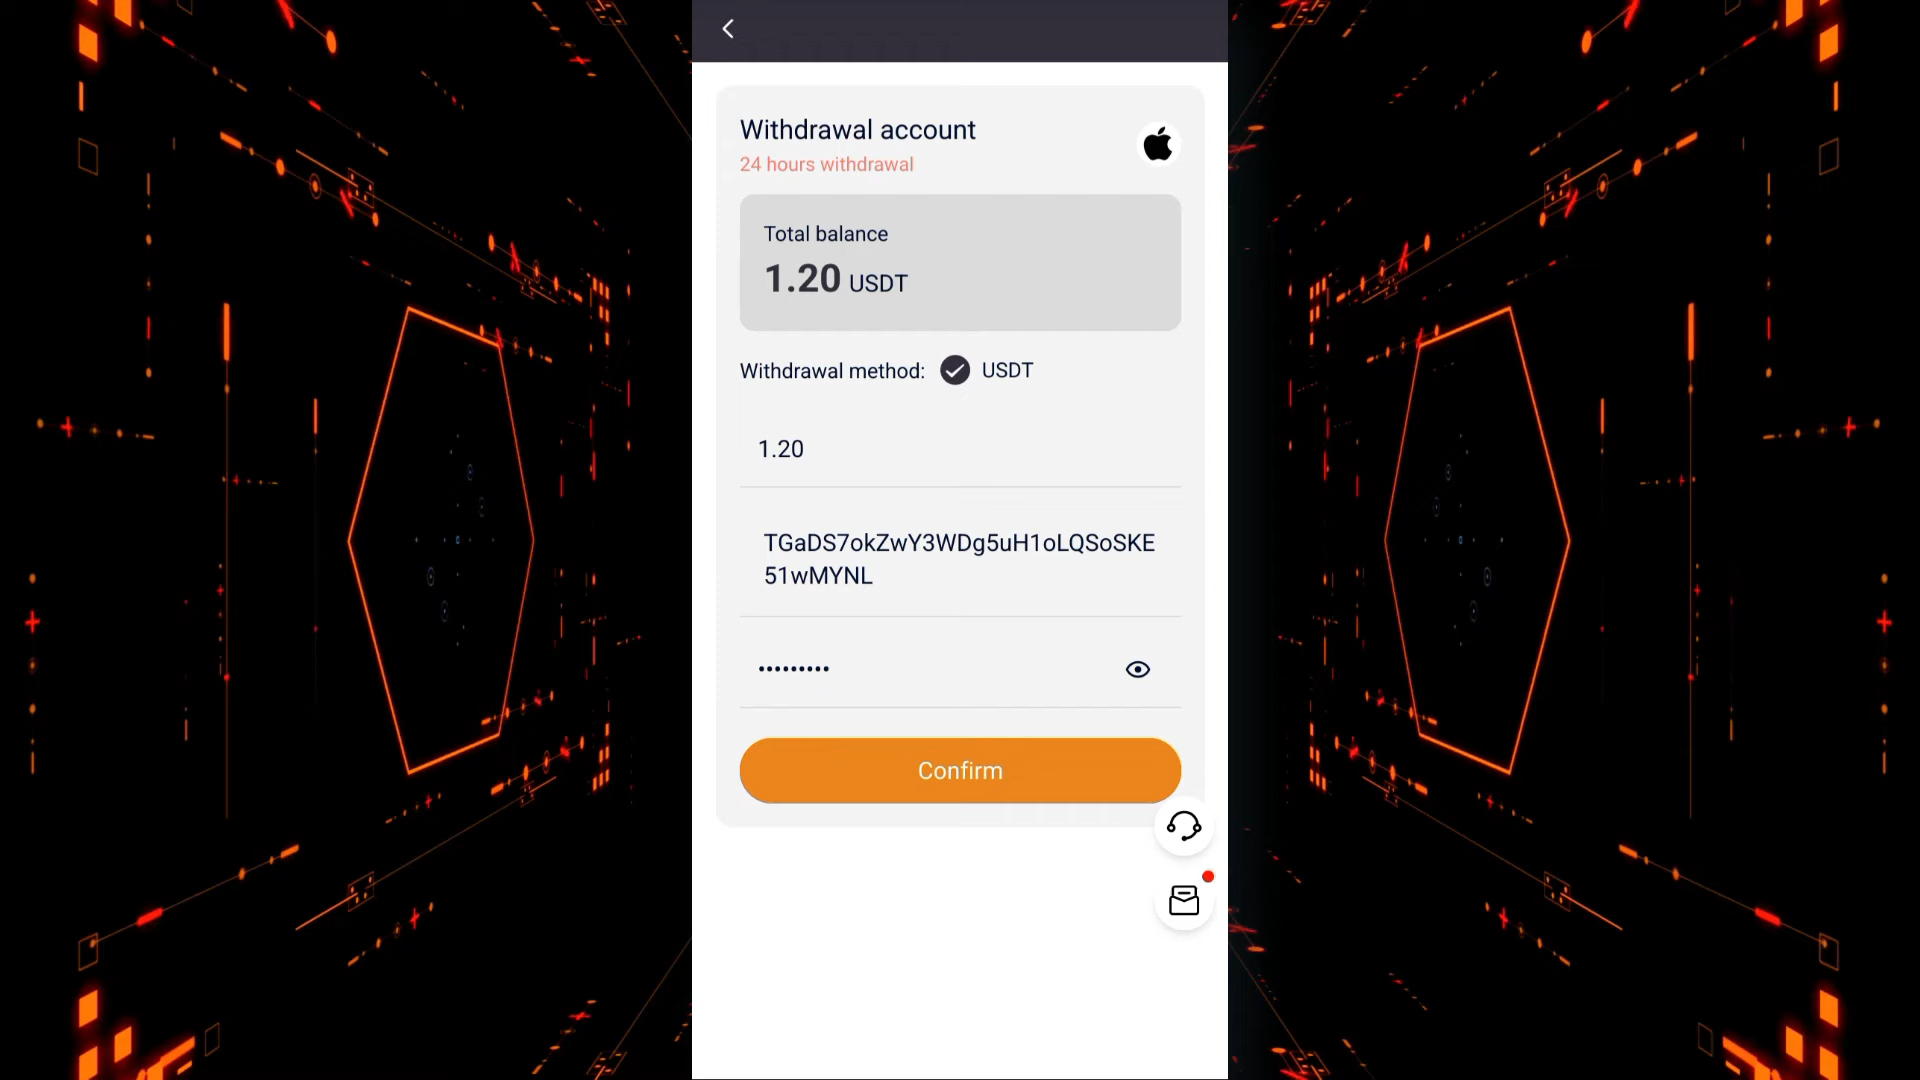 Withdrawal account
24 hours withdrawal
Total balance
1.20 USDT
Withdrawal method: USDT
1.20
TGaDS7okZwY3WDg5uH1oLQSoSKE
51wMYNL
•••••••••
Confirm